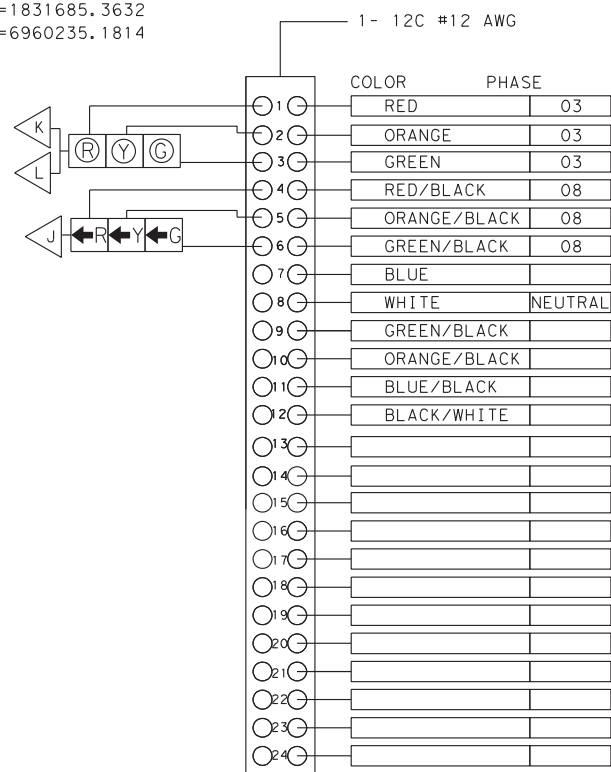 =1831685.3632
=6960235.1814
1- 12C #12 AWG
COLOR PHASE
1 RED 03
K
2 ORANGE 03
R Y G
3 GREEN 03
L
4 RED/BLACK 08
5 ORANGE/BLACK 08
J R Y G
6 GREEN/BLACK 08
7 BLUE
8 WHITE NEUTRAL
9 GREEN/BLACK
10 ORANGE/BLACK
11 BLUE/BLACK
12 BLACK/WHITE
13
14
15
16
17
18
19
20
21
22
23
24